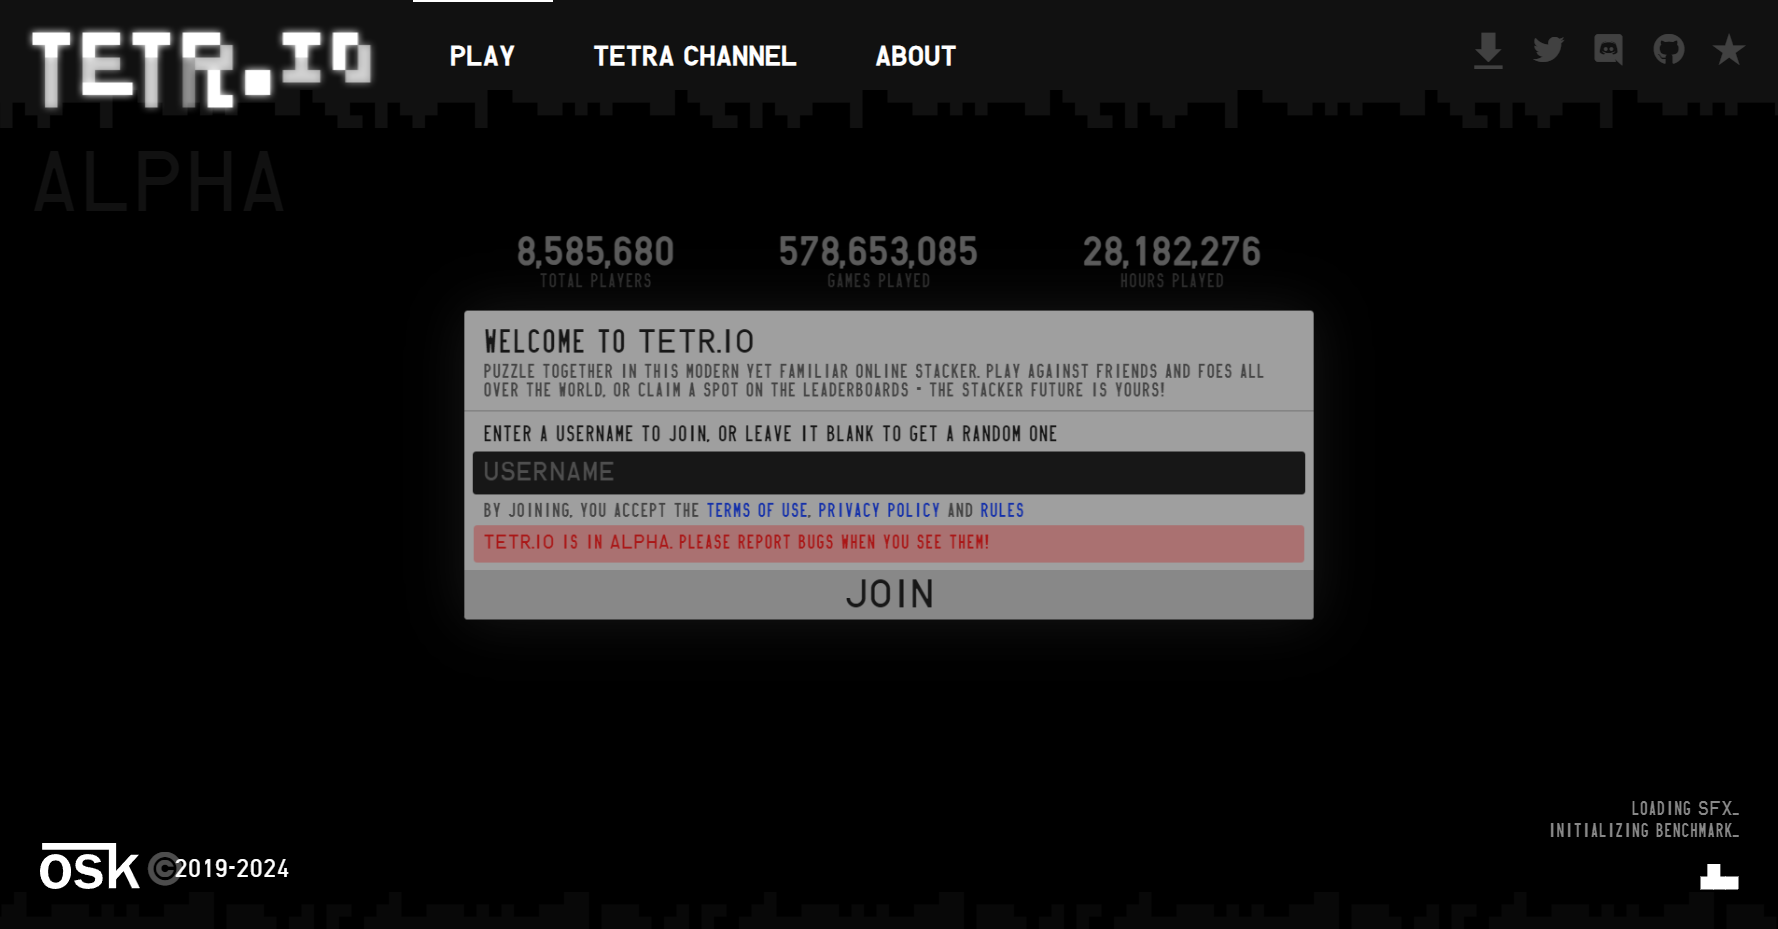 TETR.IO
PLAY
TETRA CHANNEL
ABOUT
ALPHA
8,585,680
TOTAL PLAYERS
578,653,085
GAMES PLAYED
28,182,276
HOURS PLAYED
WELCOME TO TETR.IO
PUZZLE TOGETHER IN THIS MODERN YET FAMILIAR ONLINE STACKER. PLAY AGAINST FRIENDS AND FOES ALL
OVER THE WORLD, OR CLAIM A SPOT ON THE LEADERBOARDS - THE STACKER FUTURE IS YOURS!
ENTER A USERNAME TO JOIN, OR LEAVE IT BLANK TO GET A RANDOM ONE
USERNAME
BY JOINING, YOU ACCEPT THE TERMS OF USE, PRIVACY POLICY AND RULES
TETR.IO IS IN ALPHA. PLEASE REPORT BUGS WHEN YOU SEE THEM!
JOIN
LOADING SFX_
INITIALIZING BENCHMARK_
osk ©2019-2024